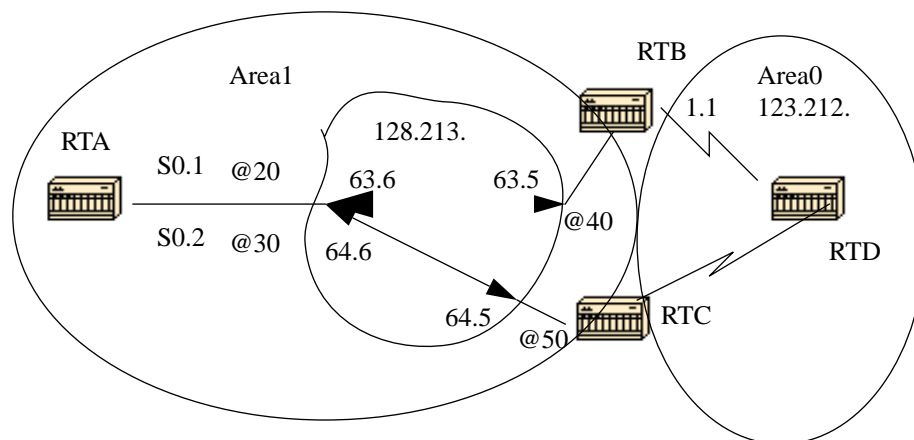 RTB
Area1
Area0
1.1
123.212.
128.213.
RTA
S0.1
@20
63.6
63.5
@40
S0.2
@30
64.6
RTD
64.5
@50
RTC